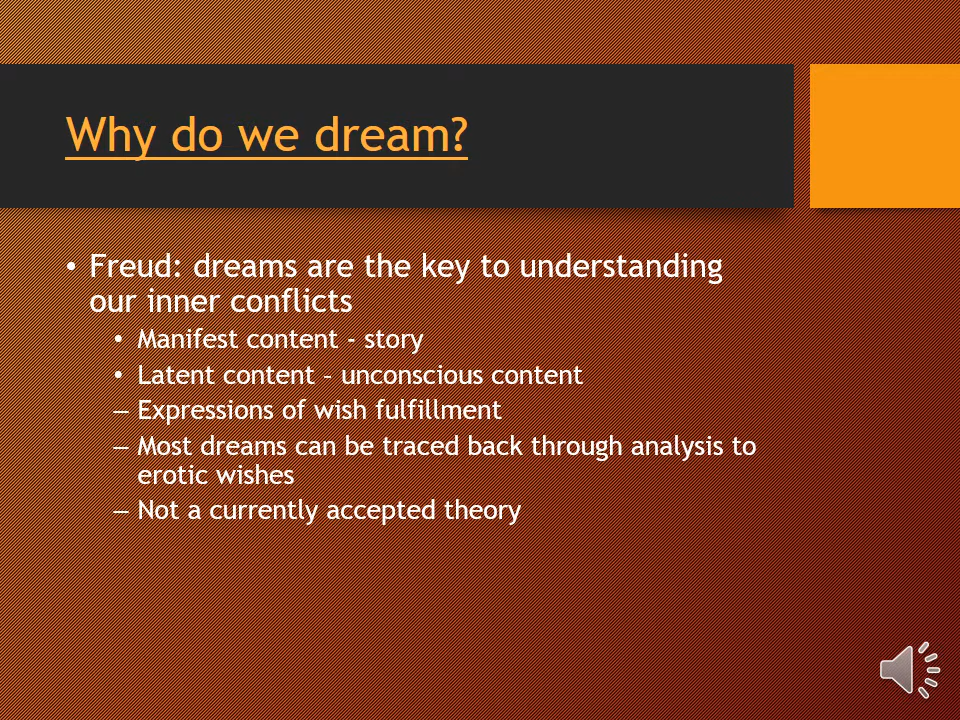 Why do we dream?
• Freud: dreams are the key to understanding
our inner conflicts
• Manifest content - story
• Latent content – unconscious content
– Expressions of wish fulfillment
– Most dreams can be traced back through analysis to
erotic wishes
– Not a currently accepted theory